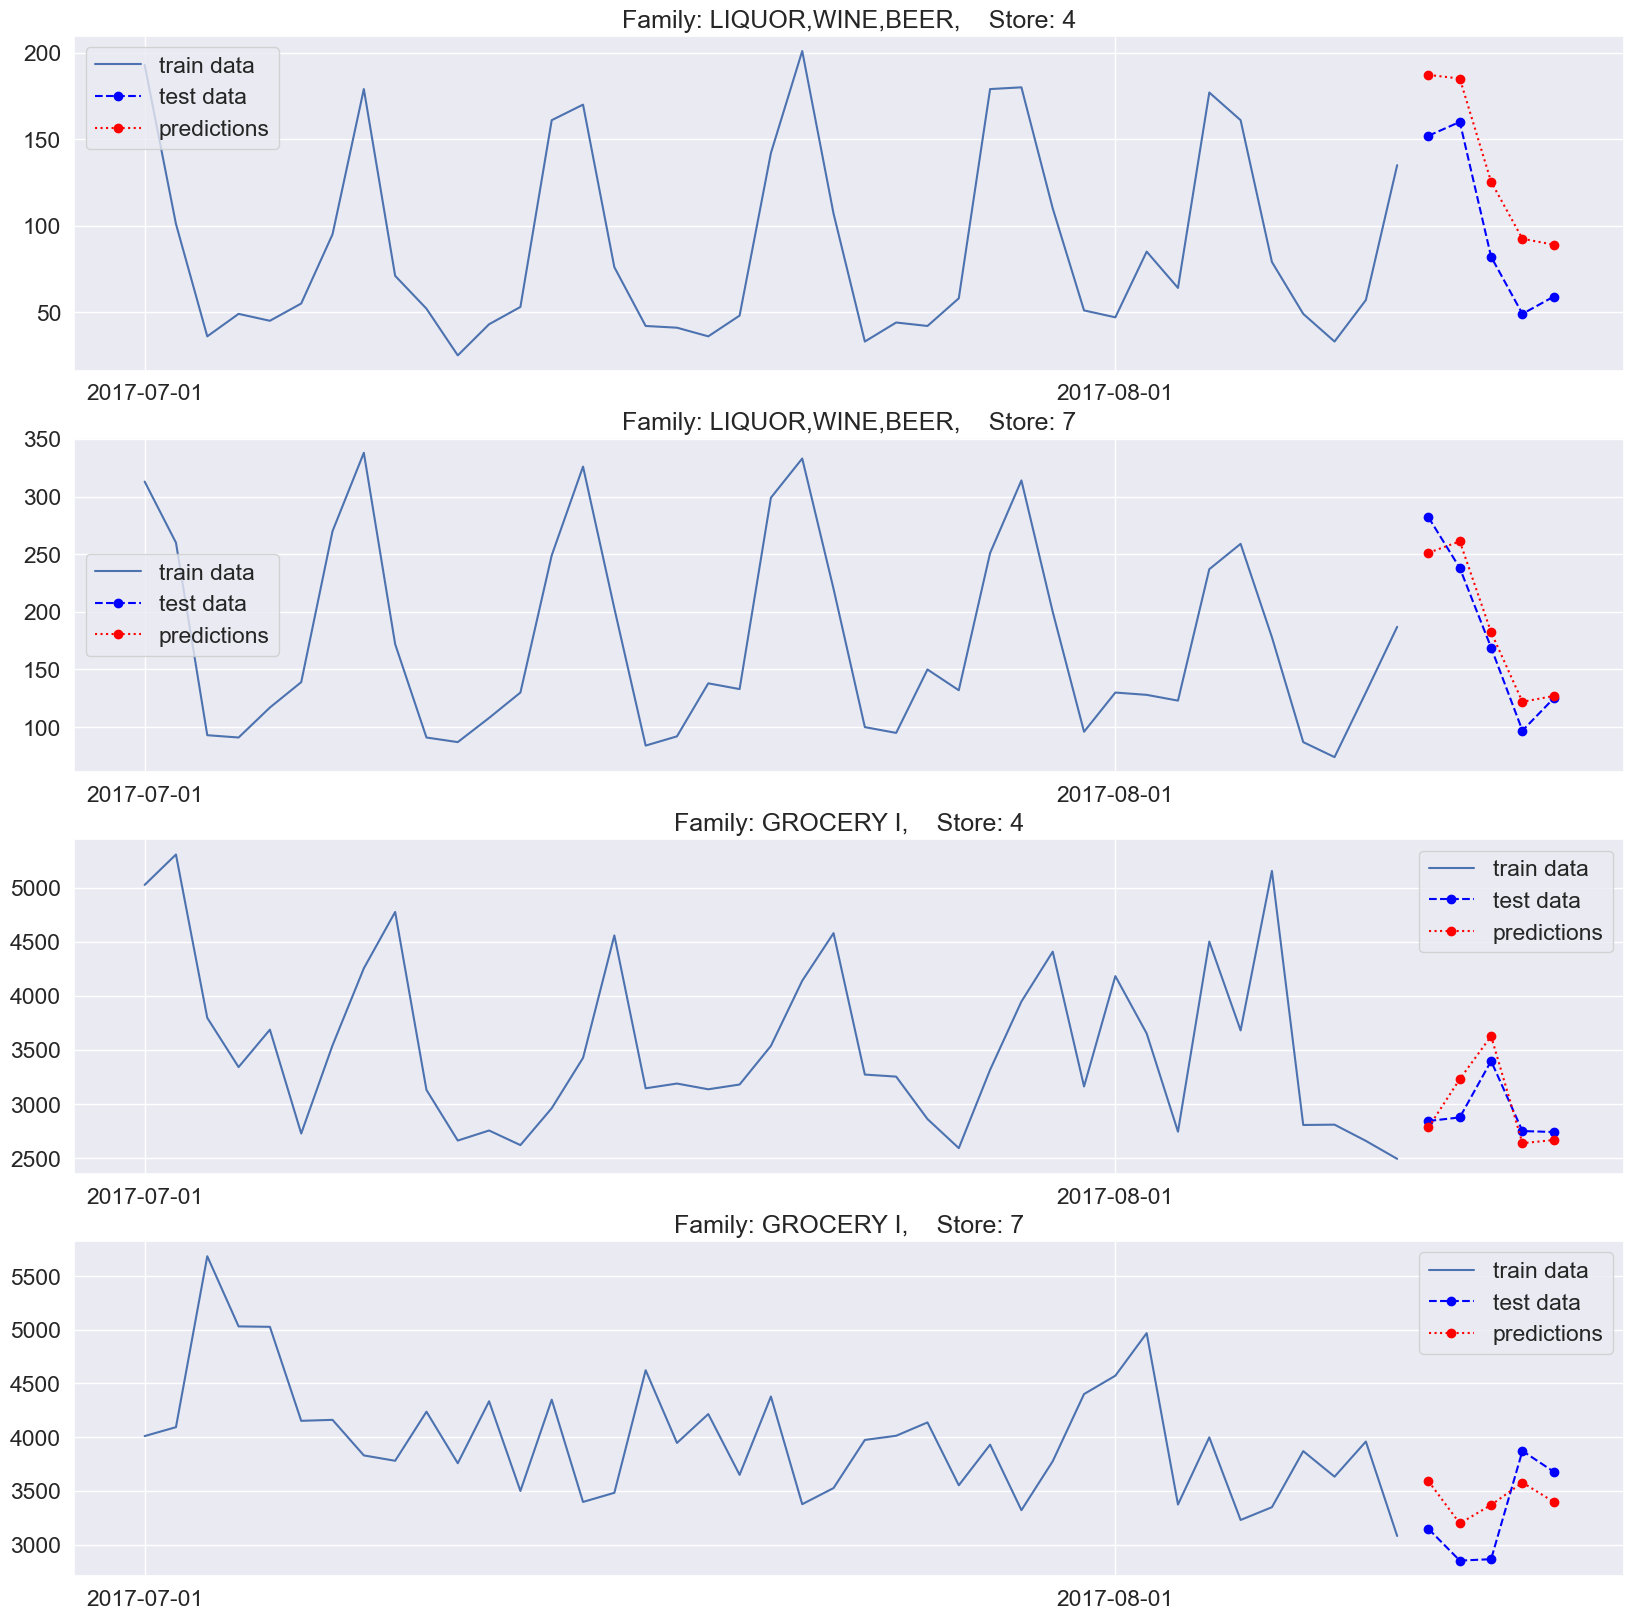 Family: LIQUOR,WINE,BEER,    Store: 4
200
150
100
50
train data
test data
predictions
2017-07-01
2017-08-01
Family: LIQUOR,WINE,BEER,    Store: 7
350
300
250
200
150
100
train data
test data
predictions
2017-07-01
2017-08-01
Family: GROCERY I,    Store: 4
5000
4500
4000
3500
3000
2500
train data
test data
predictions
2017-07-01
2017-08-01
Family: GROCERY I,    Store: 7
5500
5000
4500
4000
3500
3000
train data
test data
predictions
2017-07-01
2017-08-01